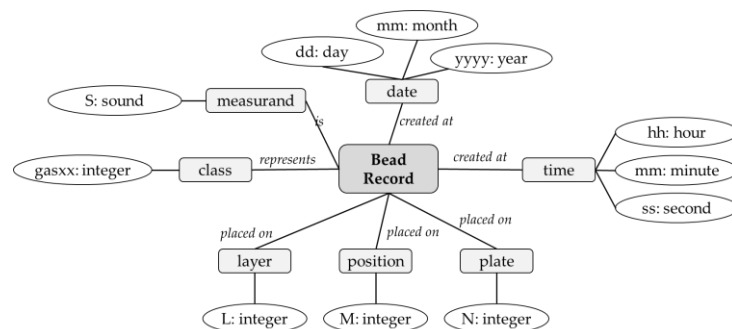 mm: month
dd: day
yyyy: year
date
S: sound
measurand
is
created at
hh: hour
gasxx: integer
class
represents
Bead
Record
created at
time
mm: minute
ss: second
placed on
placed on
placed on
layer
position
plate
L: integer
M: integer
N: integer